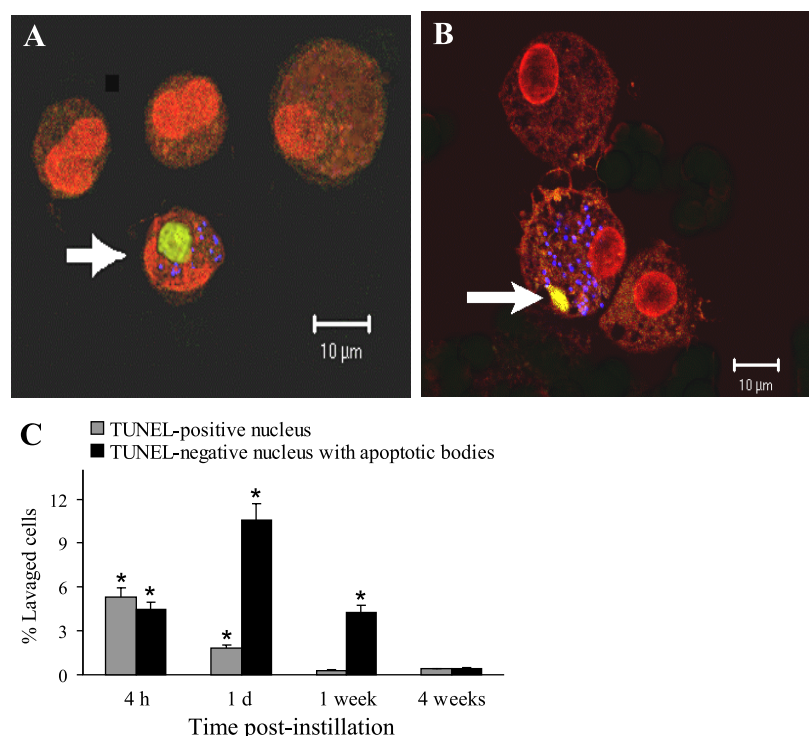 A
B
10 µm
10 µm
C
TUNEL-positive nucleus
TUNEL-negative nucleus with apoptotic bodies
% Lavaged cells
12
9
6
3
0
* * * * *
4 h 1 d 1 week 4 weeks
Time post-instillation